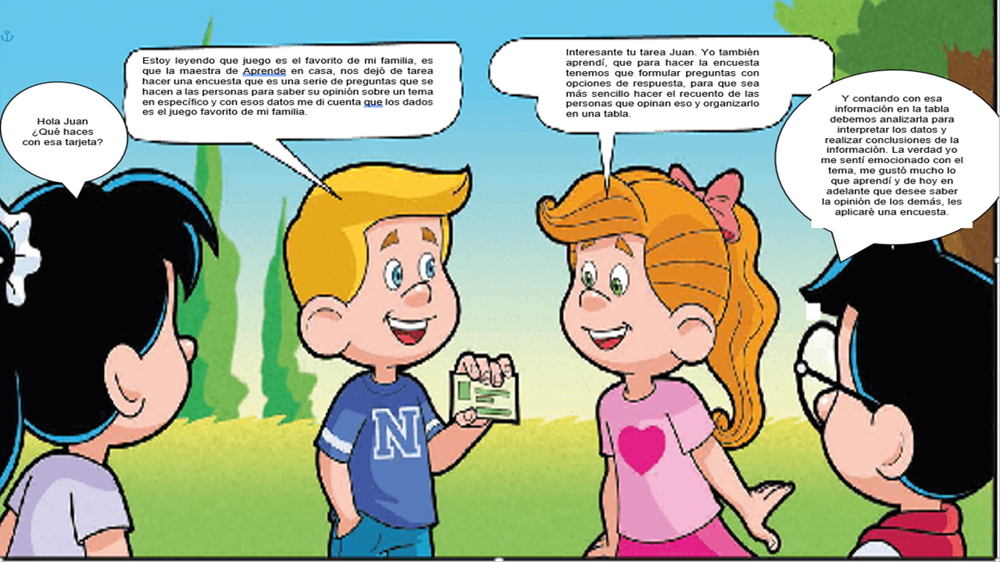 Hola Juan
¿Qué haces
con esa tarjeta?
Estoy leyendo que juego es el favorito de mi familia, es
que la maestra de Aprende en casa, nos dejó de tarea
hacer una encuesta que es una serie de preguntas que se
hacen a las personas para saber su opinión sobre un tema
en específico y con esos datos me di cuenta que los dados
es el juego favorito de mi familia.
Interesante tu tarea Juan. Yo también
aprendí, que para hacer la encuesta
tenemos que formular preguntas con
opciones de respuesta, para que sea
más sencillo hacer el recuento de las
personas que opinan eso y organizarlo
en una tabla.
Y contando con esa
información en la tabla
debemos analizarla para
interpretar los datos y
realizar conclusiones de la
información. La verdad yo
me sentí emocionado con el
tema, me gustó mucho lo
que aprendí y de hoy en
adelante que desee saber
la opinión de los demás, les
aplicaré una encuesta.
N